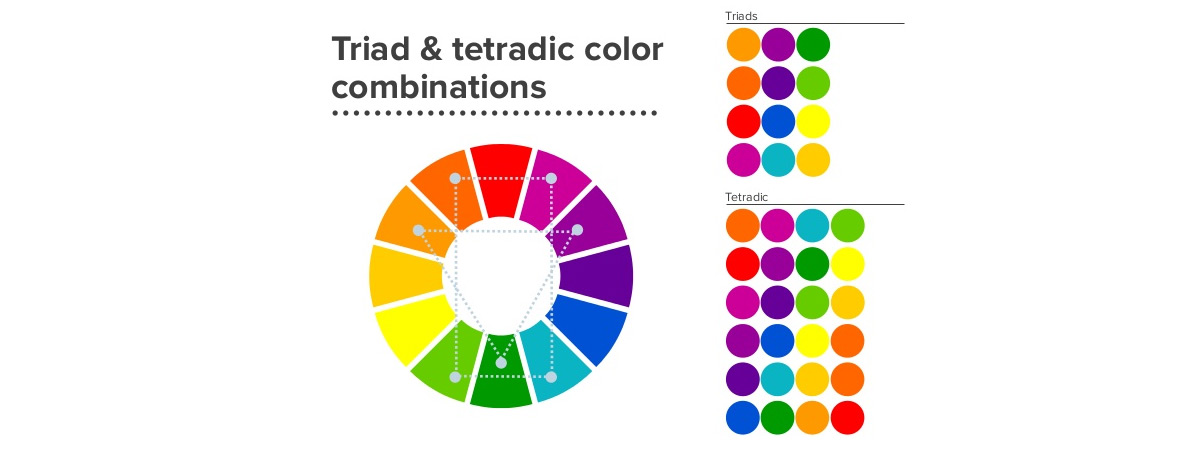 Triad & tetradic color
combinations
Triads
Tetradic